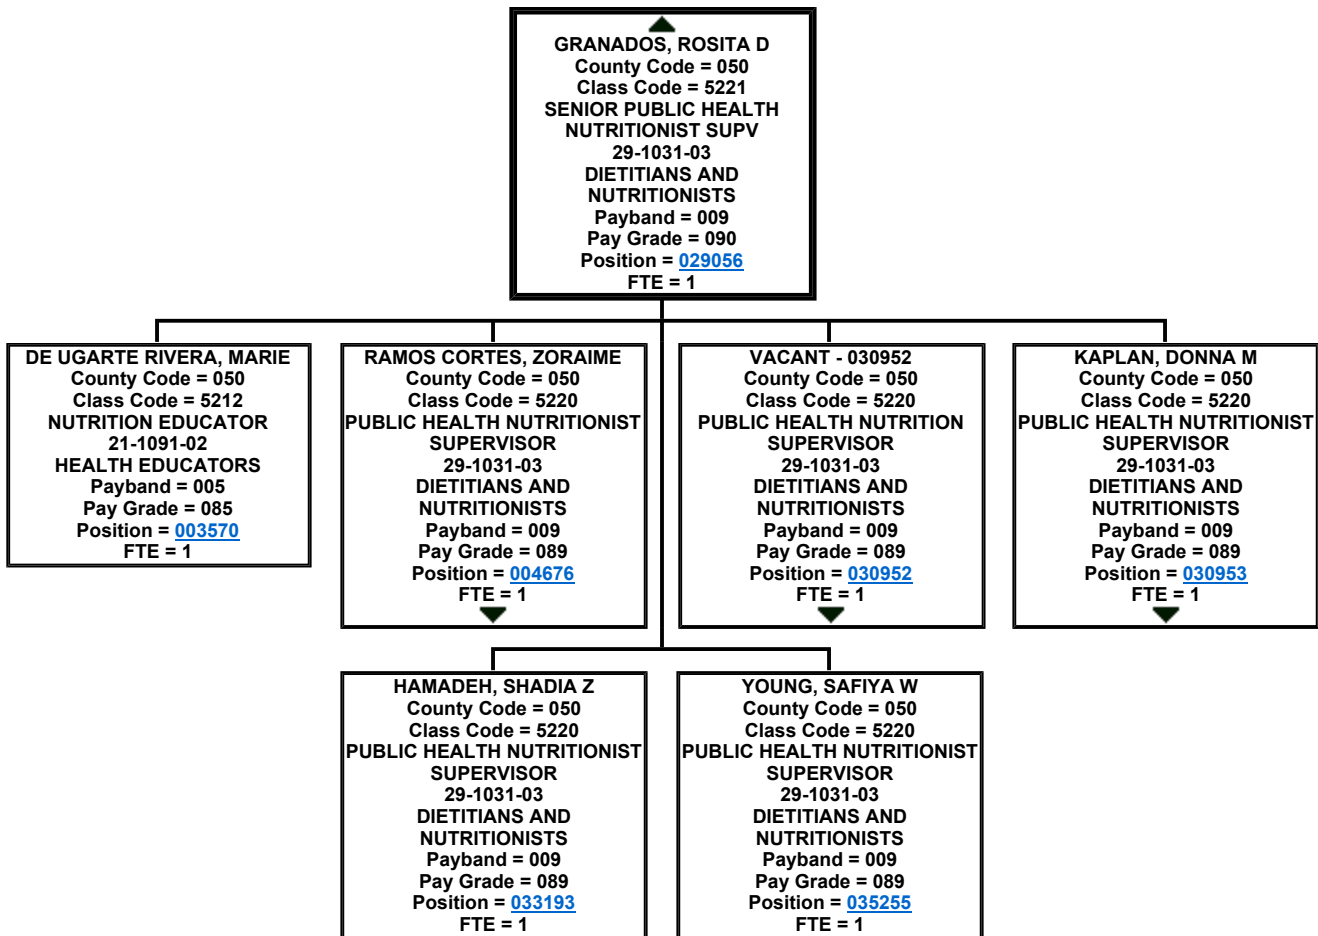 GRANADOS, ROSITA D
County Code = 050
Class Code = 5221
SENIOR PUBLIC HEALTH
NUTRITIONIST SUPV
29-1031-03
DIETITIANS AND
NUTRITIONISTS
Payband = 009
Pay Grade = 090
Position = 029056
FTE = 1
DE UGARTE RIVERA, MARIE
County Code = 050
Class Code = 5212
NUTRITION EDUCATOR
21-1091-02
HEALTH EDUCATORS
Payband = 005
Pay Grade = 085
Position = 003570
FTE = 1
RAMOS CORTES, ZORAIME
County Code = 050
Class Code = 5220
PUBLIC HEALTH NUTRITIONIST
SUPERVISOR
29-1031-03
DIETITIANS AND
NUTRITIONISTS
Payband = 009
Pay Grade = 089
Position = 004676
FTE = 1
VACANT - 030952
County Code = 050
Class Code = 5220
PUBLIC HEALTH NUTRITION
SUPERVISOR
29-1031-03
DIETITIANS AND
NUTRITIONISTS
Payband = 009
Pay Grade = 089
Position = 030952
FTE = 1
KAPLAN, DONNA M
County Code = 050
Class Code = 5220
PUBLIC HEALTH NUTRITIONIST
SUPERVISOR
29-1031-03
DIETITIANS AND
NUTRITIONISTS
Payband = 009
Pay Grade = 089
Position = 030953
FTE = 1
HAMADEH, SHADIA Z
County Code = 050
Class Code = 5220
PUBLIC HEALTH NUTRITIONIST
SUPERVISOR
29-1031-03
DIETITIANS AND
NUTRITIONISTS
Payband = 009
Pay Grade = 089
Position = 033193
FTE = 1
YOUNG, SAFIYA W
County Code = 050
Class Code = 5220
PUBLIC HEALTH NUTRITIONIST
SUPERVISOR
29-1031-03
DIETITIANS AND
NUTRITIONISTS
Payband = 009
Pay Grade = 089
Position = 035255
FTE = 1